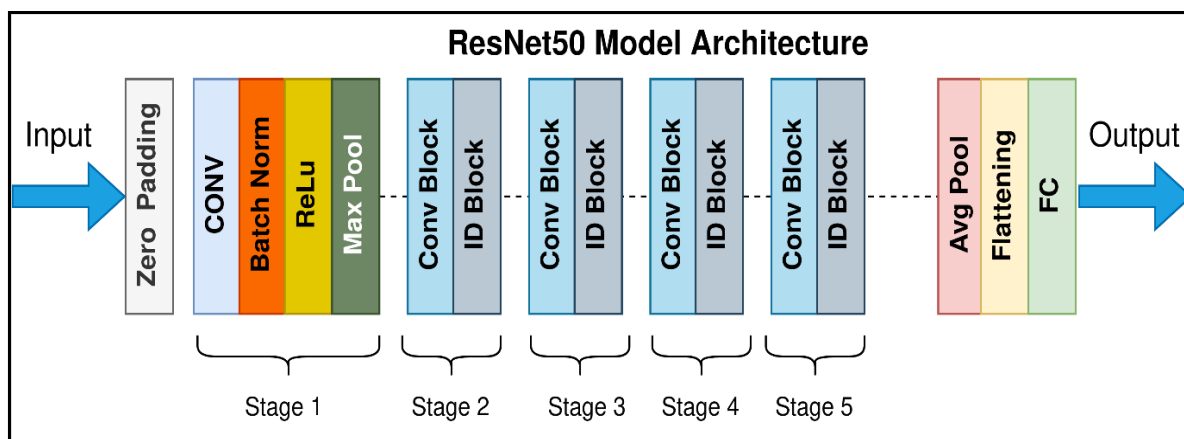 ResNet50 Model Architecture
Input
Zero Padding
CONV
Batch Norm
ReLu
Max Pool
Conv Block
ID Block
Conv Block
ID Block
Conv Block
ID Block
Conv Block
ID Block
Avg Pool
Flattening
FC
Output
Stage 1
Stage 2
Stage 3
Stage 4
Stage 5